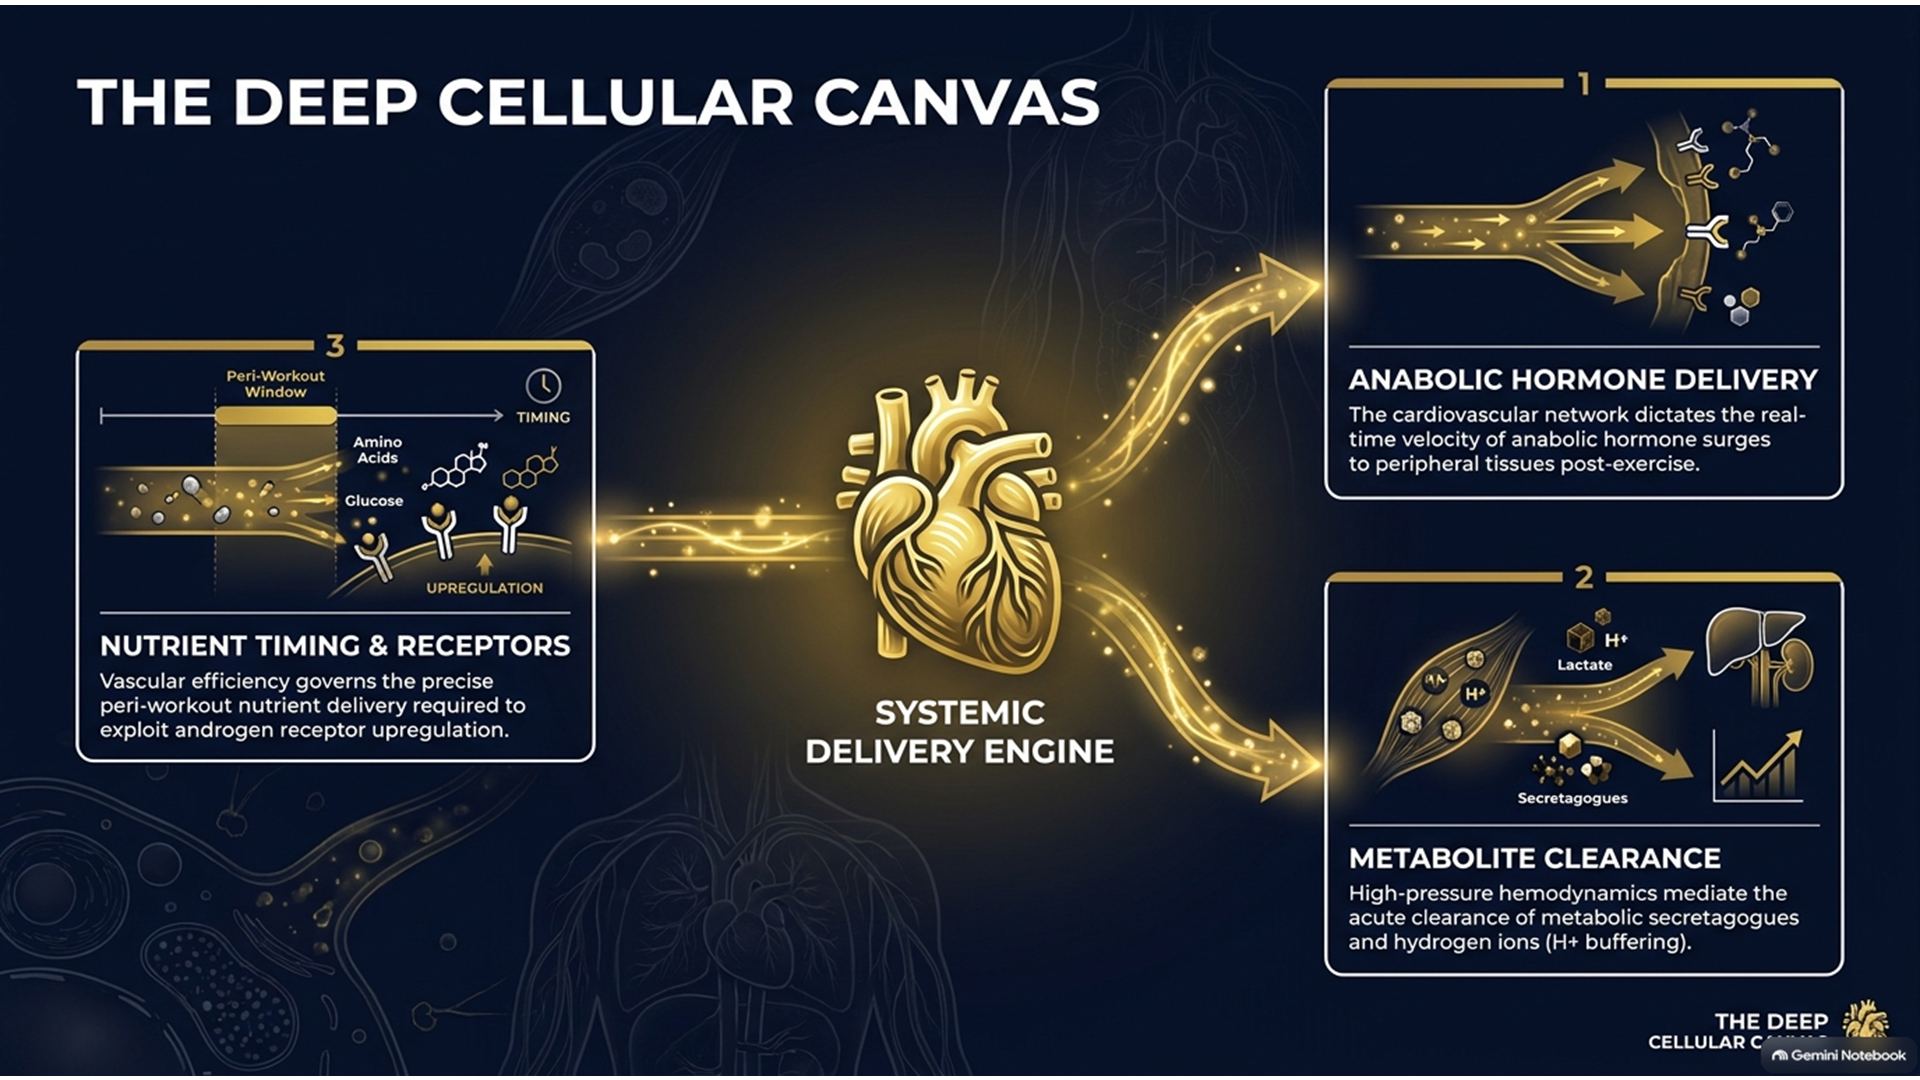 THE DEEP CELLULAR CANVAS
1
ANABOLIC HORMONE DELIVERY
The cardiovascular network dictates the real-
time velocity of anabolic hormone surges
to peripheral tissues post-exercise.
2
H+
Lactate
H+
Secretagogues
METABOLITE CLEARANCE
High-pressure hemodynamics mediate the
acute clearance of metabolic secretagogues
and hydrogen ions (H+ buffering).
3
Peri-Workout
Window
TIMING
Amino
Acids
Glucose
UPREGULATION
NUTRIENT TIMING & RECEPTORS
Vascular efficiency governs the precise
peri-workout nutrient delivery required to
exploit androgen receptor upregulation.
SYSTEMIC
DELIVERY ENGINE
THE DEEP
CELLULAR
Gemini Notebook